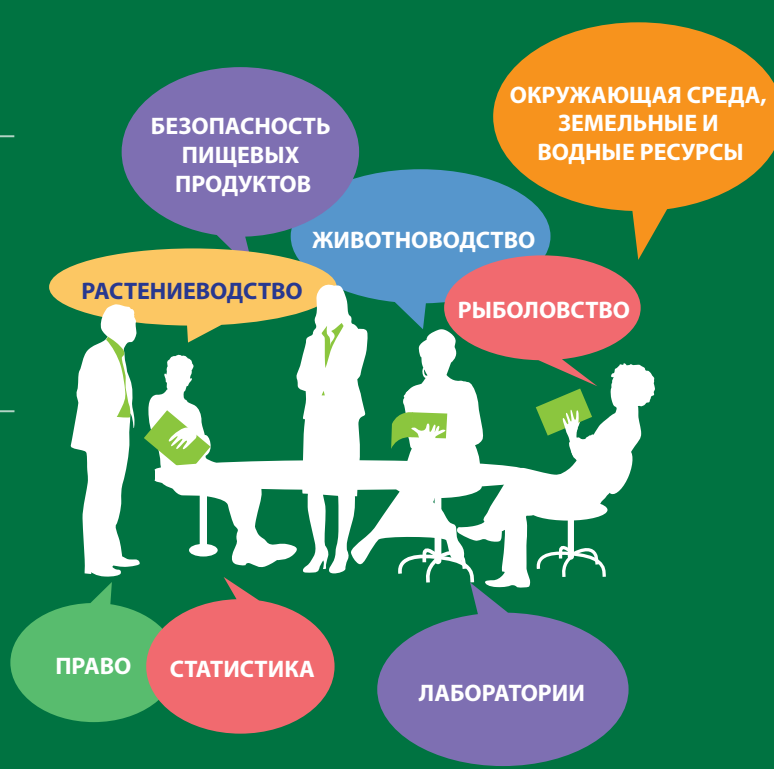 ОКРУЖАЮЩАЯ СРЕДА,
ЗЕМЕЛЬНЫЕ И
ВОДНЫЕ РЕСУРСЫ
БЕЗОПАСНОСТЬ
ПИЩЕВЫХ
ПРОДУКТОВ
ЖИВОТНОВОДСТВО
РАСТЕНИЕВОДСТВО
РЫБОЛОВСТВО
ПРАВО
СТАТИСТИКА
ЛАБОРАТОРИИ